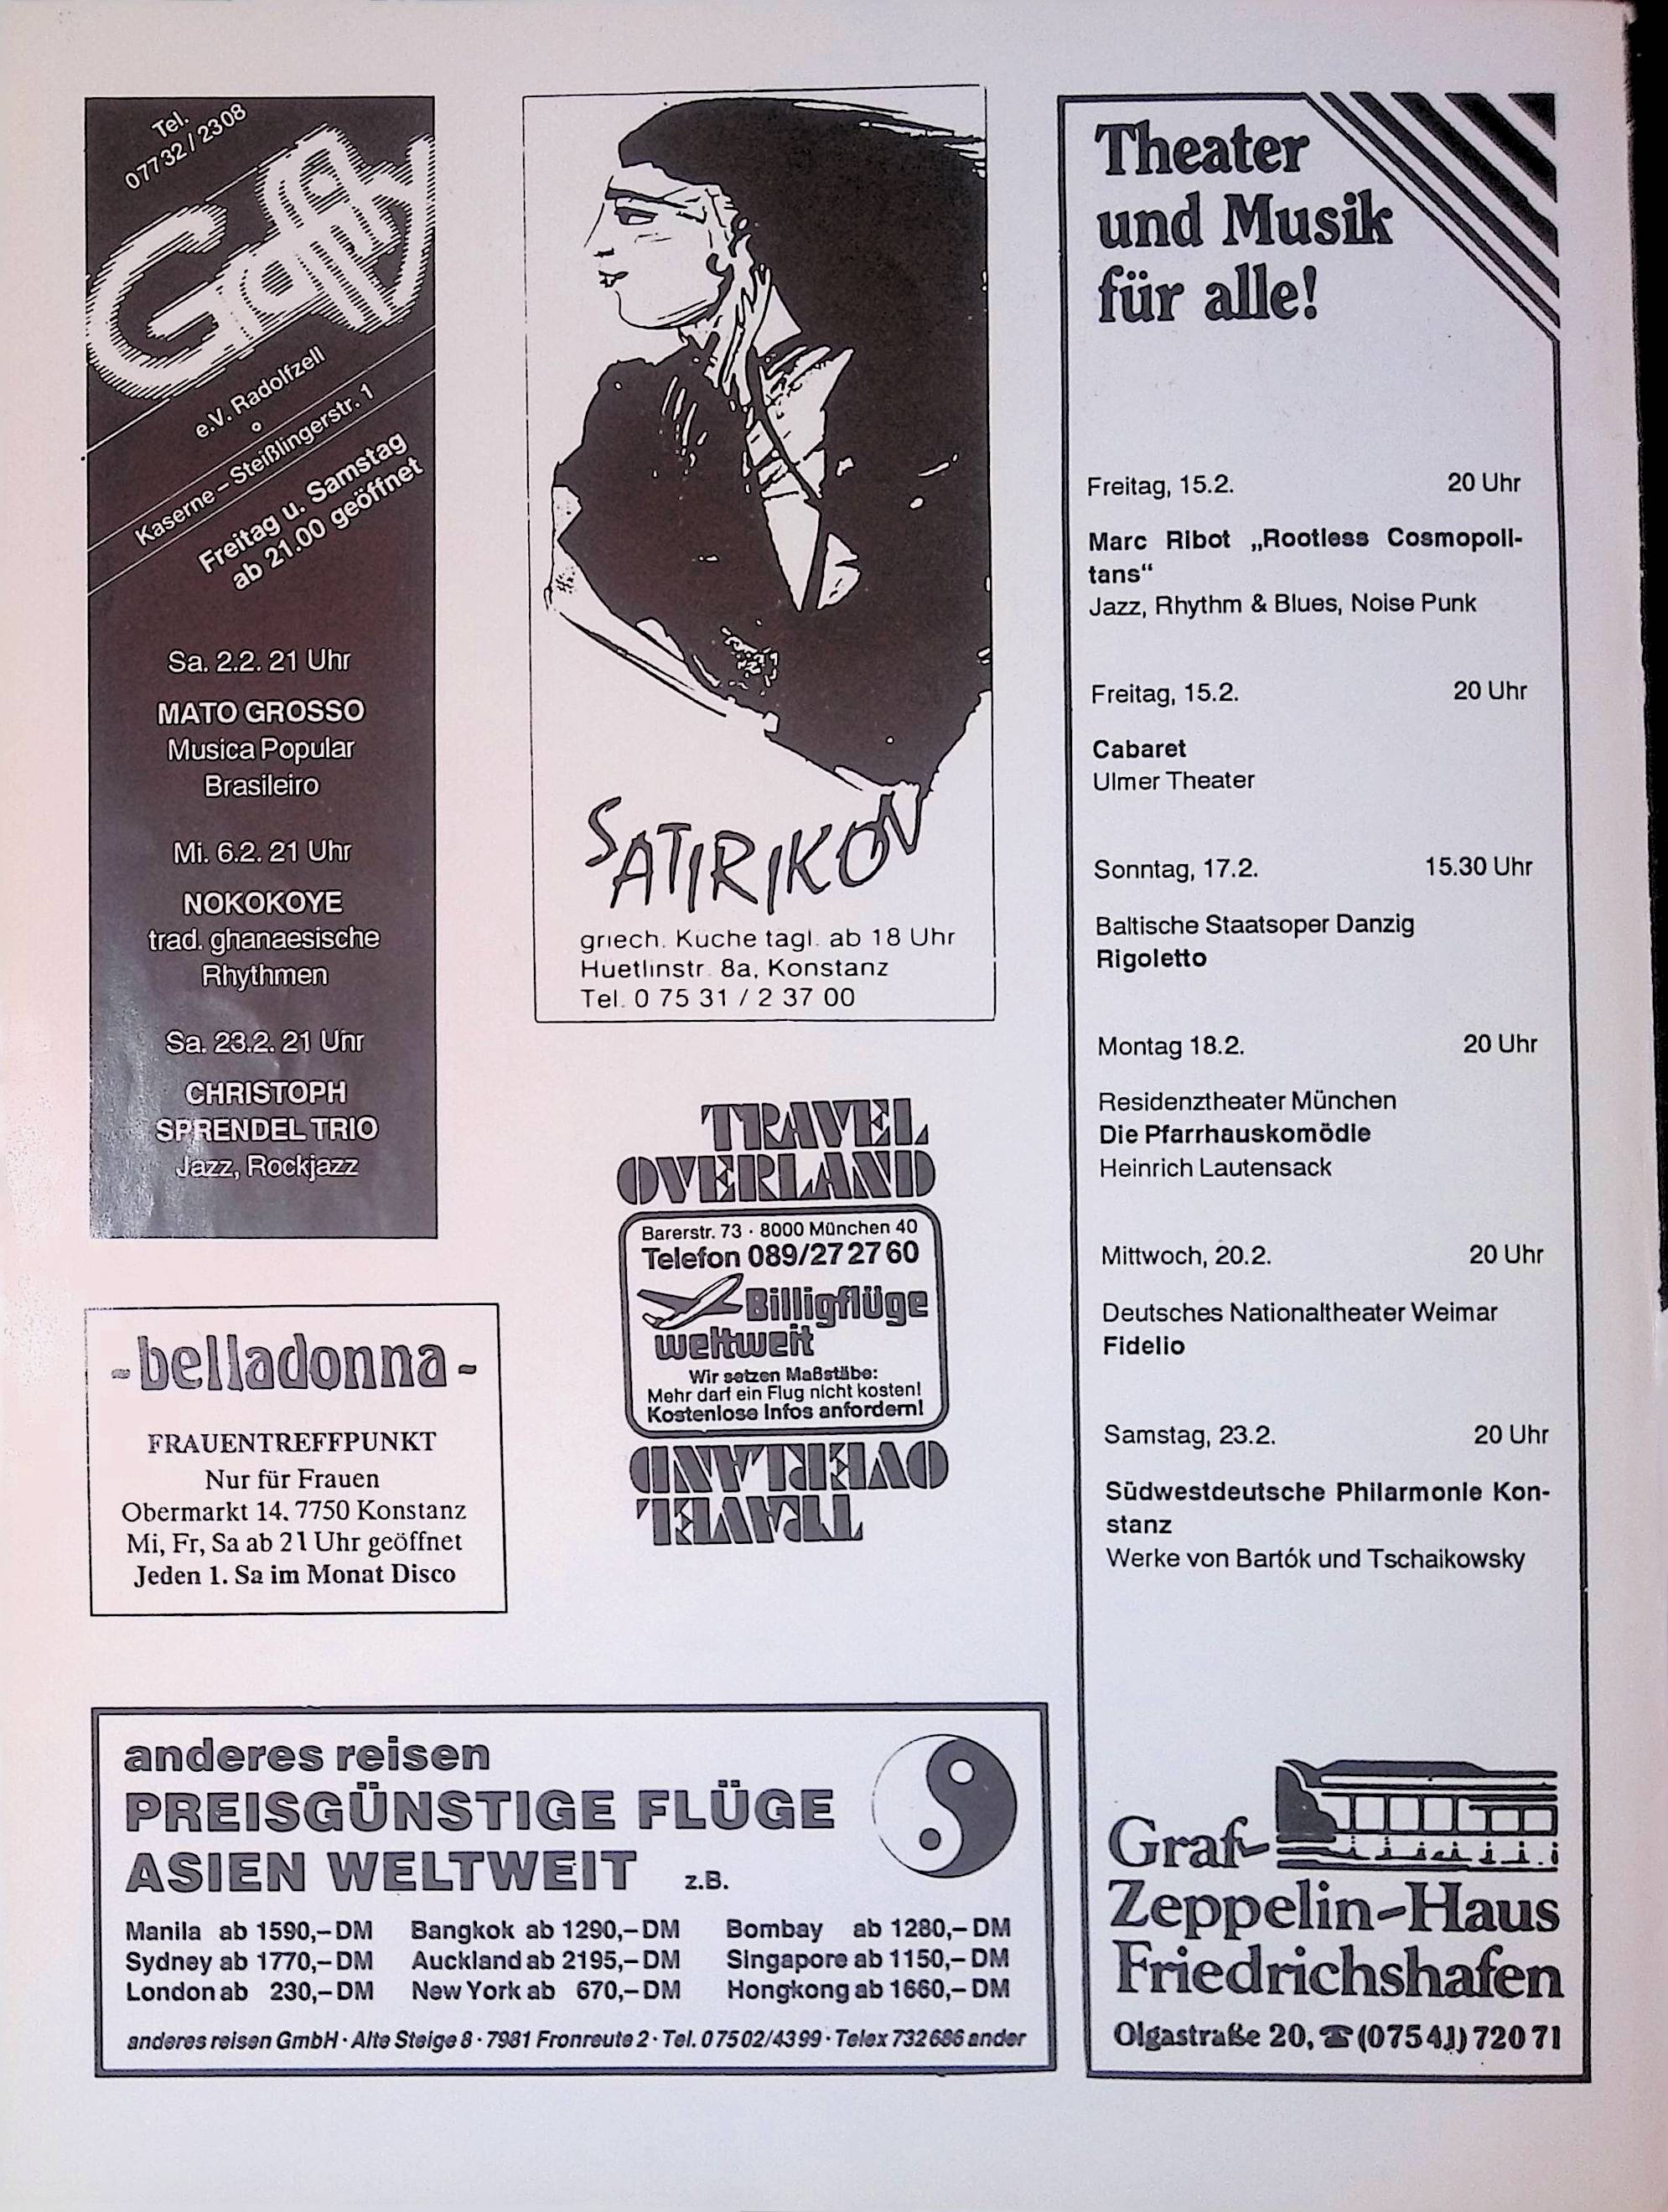 Tel.
07732 / 2308
Graffity
e.V. Radolfzell
Kaserne – Steißlingerstr. 1
Freitag u. Samstag
ab 21.00 geöffnet
Sa. 2.2. 21 Uhr
MATO GROSSO
Musica Popular
Brasileiro
Mi. 6.2. 21 Uhr
NOKOKOYE
trad. ghanaesische
Rhythmen
Sa. 23.2. 21 Uhr
CHRISTOPH
SPRENDEL TRIO
Jazz, Rockjazz
-belladonna-
FRAUENTREFFPUNKT
Nur für Frauen
Obermarkt 14. 7750 Konstanz
Mi, Fr, Sa ab 21 Uhr geöffnet
Jeden 1. Sa im Monat Disco
SATIRIKON
griech. Küche tägl. ab 18 Uhr
Huetlinstr. 8a, Konstanz
Tel. 0 75 31 / 2 37 00
TRAVEL
OVERLAND
Barerstr. 73 · 8000 München 40
Telefon 089/27 27 60
Billigflüge
weltweit
Wir setzen Maßstäbe:
Mehr darf ein Flug nicht kosten!
Kostenlose Infos anfordern!
OVERLAND
TRAVEL
anderes reisen
PREISGÜNSTIGE FLÜGE
ASIEN WELTWEIT z.B.
Manila ab 1590,– DM Bangkok ab 1290,– DM Bombay ab 1280,– DM
Sydney ab 1770,– DM Auckland ab 2195,– DM Singapore ab 1150,– DM
London ab 230,– DM New York ab 670,– DM Hongkong ab 1660,– DM
anderes reisen GmbH · Alte Steige 8 · 7981 Fronreute 2 · Tel. 07502/4399 · Telex 732686 ander
Theater
und Musik
für alle!
Freitag, 15.2. 20 Uhr
Marc Ribot „Rootless Cosmopoli-
tans“
Jazz, Rhythm & Blues, Noise Punk
Freitag, 15.2. 20 Uhr
Cabaret
Ulmer Theater
Sonntag, 17.2. 15.30 Uhr
Baltische Staatsoper Danzig
Rigoletto
Montag 18.2. 20 Uhr
Residenztheater München
Die Pfarrhauskomödie
Heinrich Lautensack
Mittwoch, 20.2. 20 Uhr
Deutsches Nationaltheater Weimar
Fidelio
Samstag, 23.2. 20 Uhr
Südwestdeutsche Philarmonie Kon-
stanz
Werke von Bartók und Tschaikowsky
Graf-
Zeppelin-Haus
Friedrichshafen
Olgastraße 20, ☎ (07541) 72071